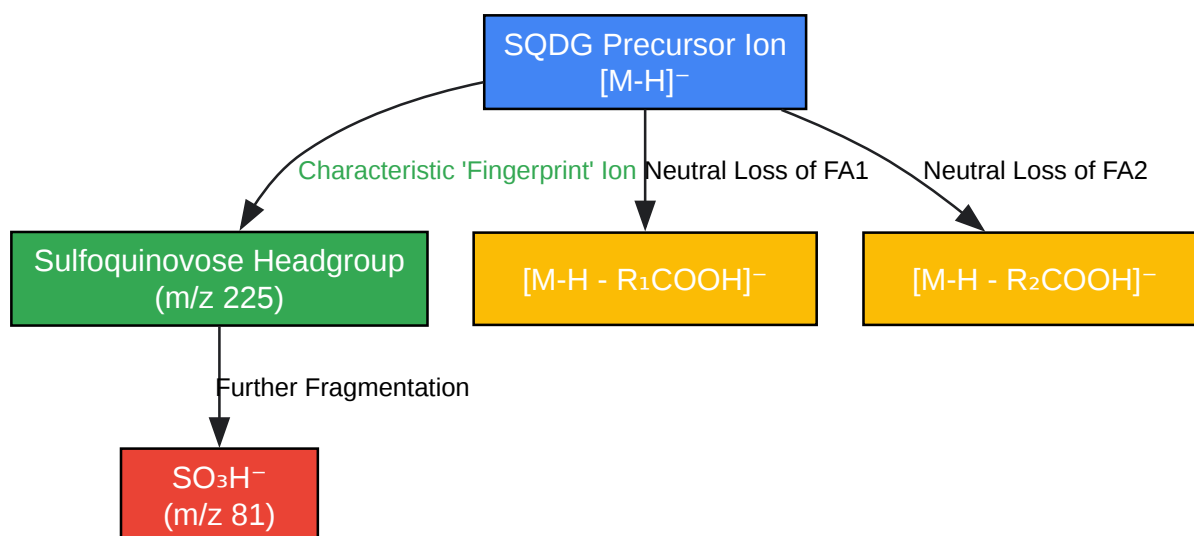 SQDG Precursor Ion
[M-H]⁻
Characteristic 'Fingerprint' Ion
Neutral Loss of FA1
Neutral Loss of FA2
Sulfoquinovose Headgroup
(m/z 225)
[M-H - R₁COOH]⁻
[M-H - R₂COOH]⁻
Further Fragmentation
SO₃H⁻
(m/z 81)